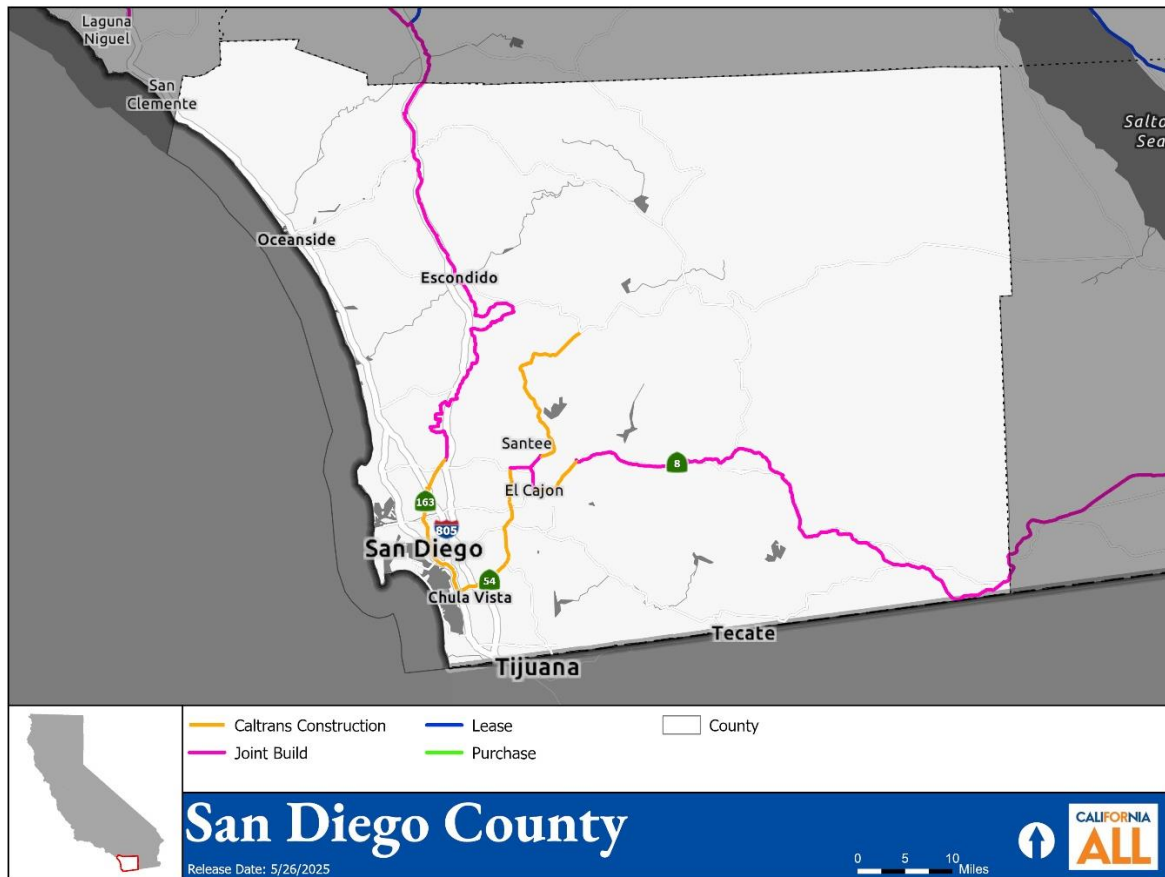 Laguna
Niguel
San
Clemente
Salto
Sea
Oceanside
Escondido
Santee
8
El Cajon
163
805
San Diego
54
Chula Vista
Tecate
Tijuana
Caltrans Construction
Lease
County
Joint Build
Purchase
San Diego County
Release Date: 5/26/2025
0 5 10
Miles
CALIFORNIA
ALL